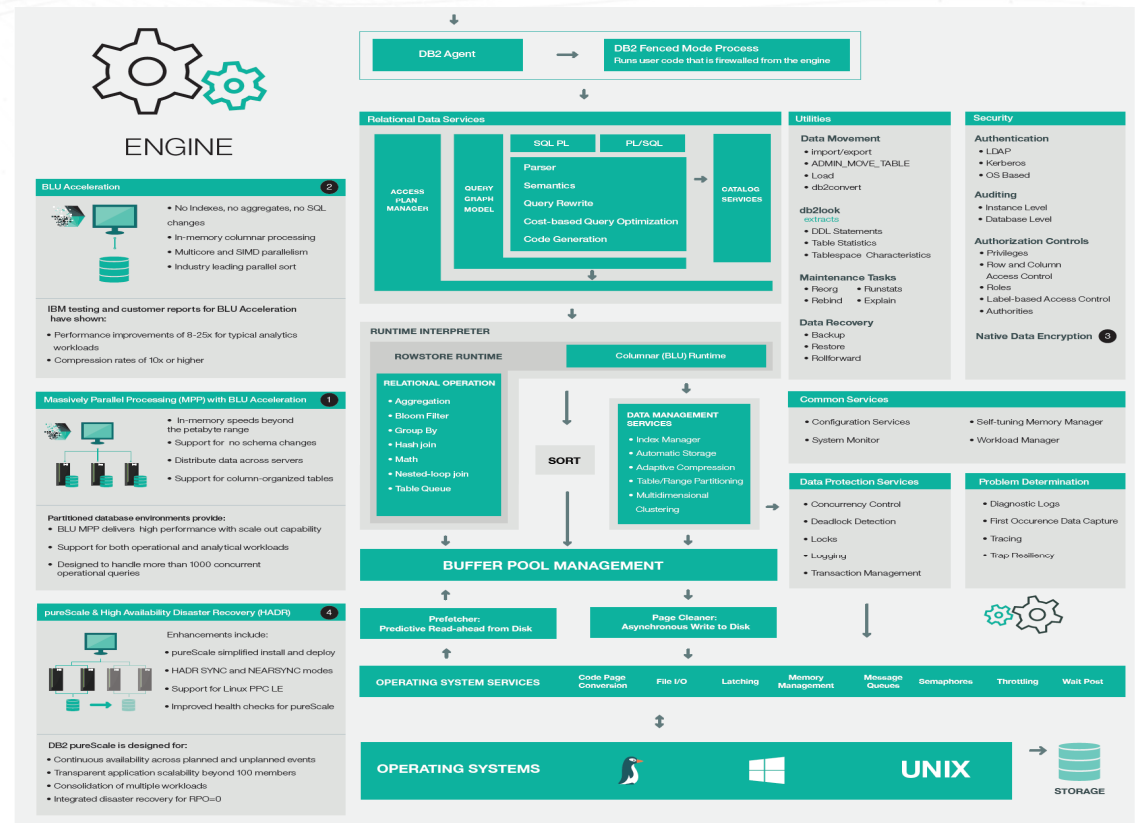 ENGINE
BLU Acceleration 2
• No Indexes, no aggregates, no SQL
changes
• In-memory columnar processing
• Multicore and SIMD parallelism
• Industry leading parallel sort
IBM testing and customer reports for BLU Acceleration
have shown:
• Performance improvements of 8-25x for typical analytics
workloads
• Compression rates of 10x or higher
Massively Parallel Processing (MPP) with BLU Acceleration 1
• In-memory speeds beyond
the petabyte range
• Support for no schema changes
• Distribute data across servers
• Support for column-organized tables
Partitioned database environments provide:
• BLU MPP delivers high performance with scale out capability
• Support for both operational and analytical workloads
• Designed to handle more than 1000 concurrent
operational queries
pureScale & High Availability Disaster Recovery (HADR) 4
Enhancements include:
• pureScale simplified install and deploy
• HADR SYNC and NEARSYNC modes
• Support for Linux PPC LE
• Improved health checks for pureScale
DB2 pureScale is designed for:
• Continuous availability across planned and unplanned events
• Transparent application scalability beyond 100 members
• Consolidation of multiple workloads
• Integrated disaster recovery for RPO=0
DB2 Agent
DB2 Fenced Mode Process
Runs user code that is firewalled from the engine
Relational Data Services
ACCESS
PLAN
MANAGER
QUERY
GRAPH
MODEL
SQL PL
PL/SQL
Parser
Semantics
Query Rewrite
Cost-based Query Optimization
Code Generation
CATALOG
SERVICES
RUNTIME INTERPRETER
ROWSTORE RUNTIME
Columnar (BLU) Runtime
RELATIONAL OPERATION
• Aggregation
• Bloom Filter
• Group By
• Hash join
• Math
• Nested-loop join
• Table Queue
SORT
DATA MANAGEMENT
SERVICES
• Index Manager
• Automatic Storage
• Adaptive Compression
• Table/Range Partitioning
• Multidimensional
Clustering
BUFFER POOL MANAGEMENT
Prefetcher:
Predictive Read-ahead from Disk
Page Cleaner:
Asynchronous Write to Disk
Utilities
Data Movement
• import/export
• ADMIN_MOVE_TABLE
• Load
• db2convert
db2look
extracts
• DDL Statements
• Table Statistics
• Tablespace Characteristics
Maintenance Tasks
• Reorg • Runstats
• Rebind • Explain
Data Recovery
• Backup
• Restore
• Rollforward
Security
Authentication
• LDAP
• Kerberos
• OS Based
Auditing
• Instance Level
• Database Level
Authorization Controls
• Privileges
• Row and Column
Access Control
• Roles
• Label-based Access Control
• Authorities
Native Data Encryption 3
Common Services
• Configuration Services
• System Monitor
• Self-tuning Memory Manager
• Workload Manager
Data Protection Services
• Concurrency Control
• Deadlock Detection
• Locks
• Logging
• Transaction Management
Problem Determination
• Diagnostic Logs
• First Occurence Data Capture
• Tracing
• Trap Resiliency
OPERATING SYSTEM SERVICES
Code Page
Conversion
File I/O
Latching
Memory
Management
Message
Queues
Semaphores
Throttling
Wait Post
OPERATING SYSTEMS
UNIX
STORAGE